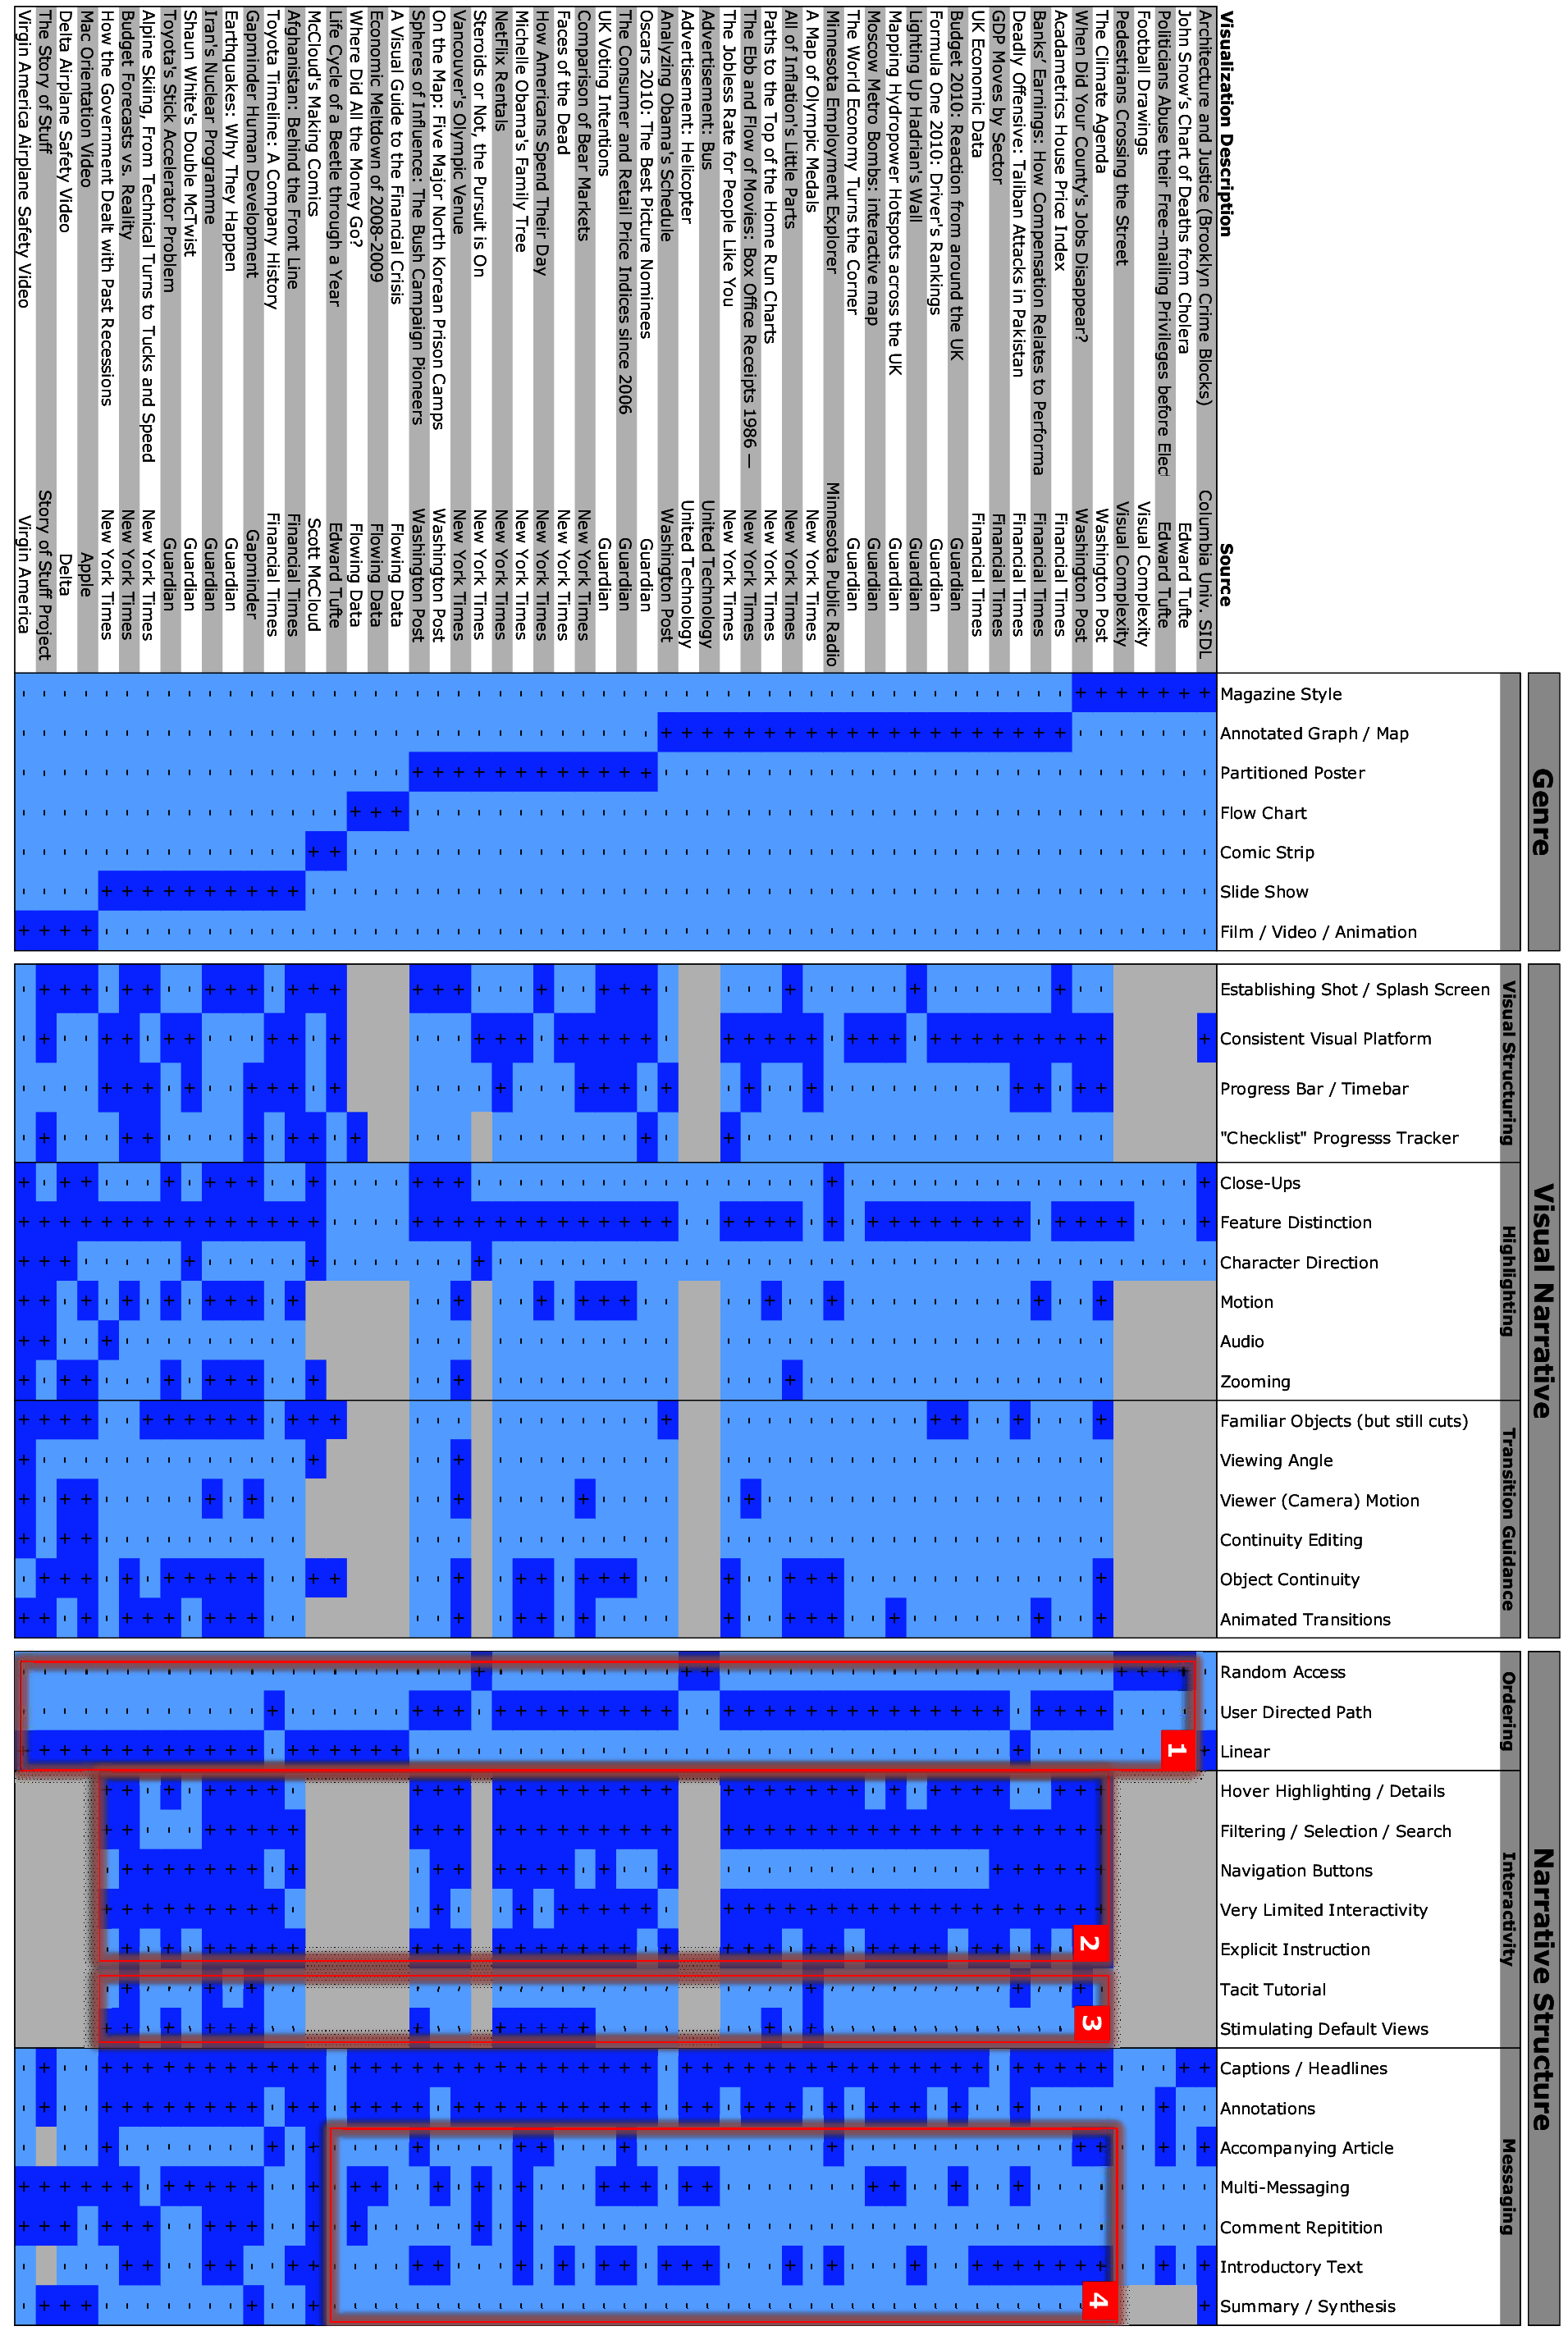 Genre
Visual Narrative
Narrative Structure
Visual Structuring
Highlighting
Transition Guidance
Ordering
Interactivity
Messaging
Visualization Description Source
Magazine Style
Annotated Graph / Map
Partitioned Poster
Flow Chart
Comic Strip
Slide Show
Film / Video / Animation
Establishing Shot / Splash Screen
Consistent Visual Platform
Progress Bar / Timebar
"Checklist" Progresss Tracker
Close-Ups
Feature Distinction
Character Direction
Motion
Audio
Zooming
Familiar Objects (but still cuts)
Viewing Angle
Viewer (Camera) Motion
Continuity Editing
Object Continuity
Animated Transitions
Random Access
User Directed Path
Linear
Hover Highlighting / Details
Filtering / Selection / Search
Navigation Buttons
Very Limited Interactivity
Explicit Instruction
Tacit Tutorial
Stimulating Default Views
Captions / Headlines
Annotations
Accompanying Article
Multi-Messaging
Comment Repitition
Introductory Text
Summary / Synthesis
Architecture and Justice (Brooklyn Crime Blocks) Columbia Univ. SIDL
John Snow's Chart of Deaths from Cholera Edward Tufte
Politicians Abuse their Free-mailing Privileges before Elec Edward Tufte
Football Drawings Visual Complexity
Pedestrians Crossing the Street Visual Complexity
The Climate Agenda Washington Post
When Did Your County's Jobs Disappear? Washington Post
Acadametrics House Price Index Financial Times
Banks' Earnings: How Compensation Relates to Performa Financial Times
Deadly Offensive: Taliban Attacks in Pakistan Financial Times
GDP Moves by Sector Financial Times
UK Economic Data Financial Times
Budget 2010: Reaction from around the UK Guardian
Formula One 2010: Driver's Rankings Guardian
Lighting Up Hadrian's Wall Guardian
Mapping Hydropower Hotspots across the UK Guardian
Moscow Metro Bombs: interactive map Guardian
The World Economy Turns the Corner Guardian
Minnesota Employment Explorer Minnesota Public Radio
A Map of Olympic Medals New York Times
All of Inflation's Little Parts New York Times
Paths to the Top of the Home Run Charts New York Times
The Ebb and Flow of Movies: Box Office Receipts 1986 — New York Times
The Jobless Rate for People Like You New York Times
Advertisement: Bus United Technology
Advertisement: Helicopter United Technology
Analyzing Obama's Schedule Washington Post
Oscars 2010: The Best Picture Nominees Guardian
The Consumer and Retail Price Indices since 2006 Guardian
UK Voting Intentions Guardian
Comparison of Bear Markets New York Times
Faces of the Dead New York Times
How Americans Spend Their Day New York Times
Michelle Obama's Family Tree New York Times
NetFlix Rentals New York Times
Steroids or Not, the Pursuit is On New York Times
Vancouver's Olympic Venue New York Times
On the Map: Five Major North Korean Prison Camps Washington Post
Spheres of Influence: The Bush Campaign Pioneers Washington Post
A Visual Guide to the Financial Crisis Flowing Data
Economic Meltdown of 2008-2009 Flowing Data
Where Did All the Money Go? Flowing Data
Life Cycle of a Beetle through a Year Edward Tufte
McCloud's Making Comics Scott McCloud
Afghanistan: Behind the Front Line Financial Times
Toyota Timeline: A Company History Financial Times
Gapminder Human Development Gapminder
Earthquakes: Why They Happen Guardian
Iran's Nuclear Programme Guardian
Shaun White's Double McTwist Guardian
Toyota's Stick Accelerator Problem Guardian
Alpine Skiing, From Technical Turns to Tucks and Speed New York Times
Budget Forecasts vs. Reality New York Times
How the Government Dealt with Past Recessions New York Times
Mac Orientation Video Apple
Delta Airplane Safety Video Delta
The Story of Stuff Story of Stuff Project
Virgin America Airplane Safety Video Virgin America
1
2
3
4